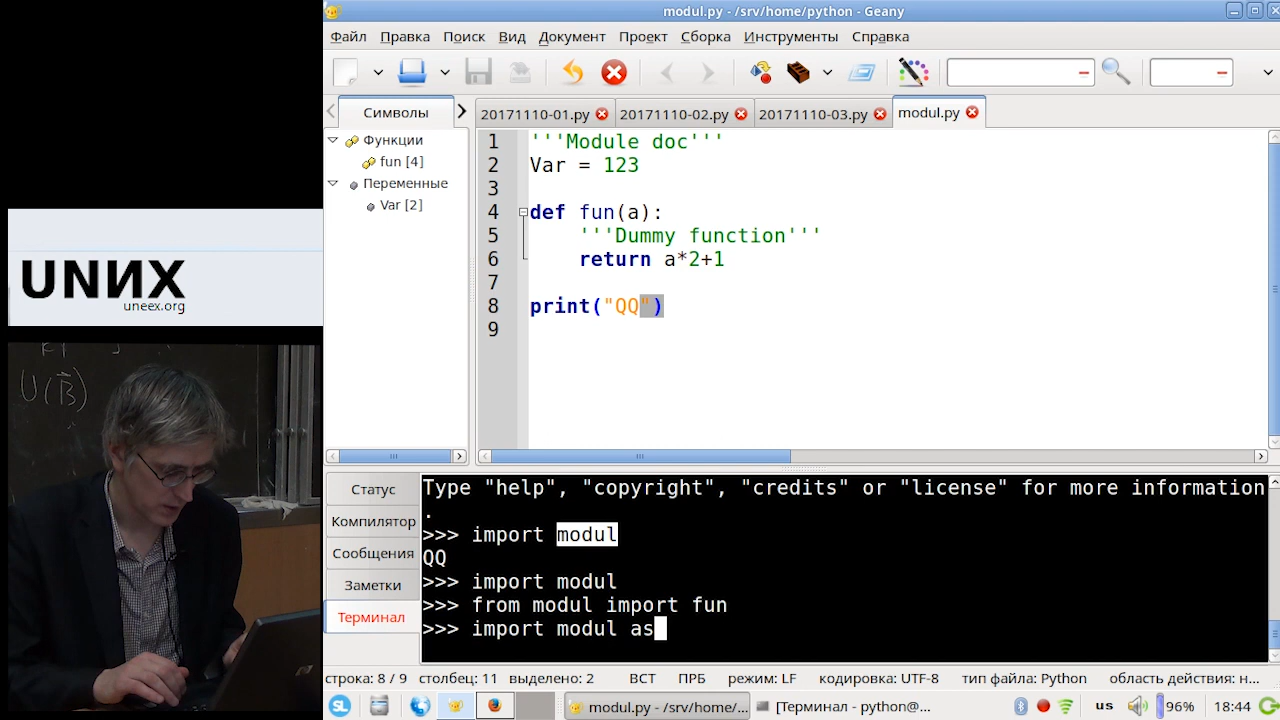 modul.py - /srv/home/python - Geany
Файл Правка Поиск Вид Документ Проект Сборка Инструменты Справка
Символы
20171110-01.py 20171110-02.py 20171110-03.py modul.py
Функции
fun [4]
Переменные
Var [2]
1 '''Module doc'''
2 Var = 123
3
4 def fun(a):
5 '''Dummy function'''
6 return a*2+1
7
8 print("QQ")
9
UNИX
uneex.org
U(B)
Статус
Компилятор
Сообщения
Заметки
Терминал
Type "help", "copyright", "credits" or "license" for more information
.
>>> import modul
QQ
>>> import modul
>>> from modul import fun
>>> import modul as
строка: 8 / 9 столбец: 11 выделено: 2 ВСТ ПРБ режим: LF кодировка: UTF-8 тип файла: Python область действия: н...
SL modul.py - /srv/home/... [Терминал - python@... us 96% 18:44